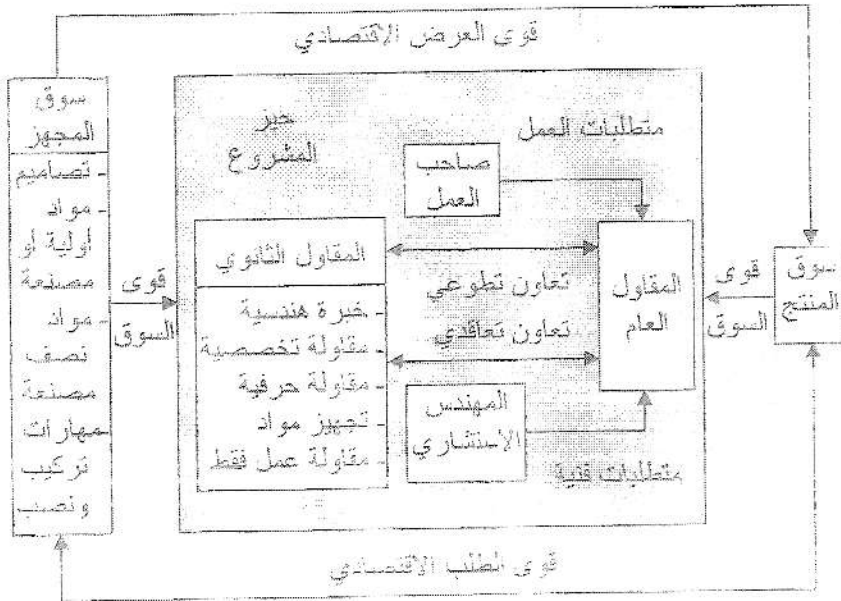 قوى العرض الاقتصادي
سوق
المجهز
- تصاميم
- مواد
اولية او
مصنعة
- مواد
نصف
مصنعة
- مهارات
تركيب
ونصب
قوى
السوق
حيز
المشروع
متطلبات العمل
صاحب
العمل
المقاول الثانوي
- خبرة هندسية
- مقاولة تخصصية
- مقاولة حرفية
- تجهيز مواد
- مقاولة عمل فقط
تعاون تطوعي
تعاون تعاقدي
المقاول
العام
المهندس
الاستشاري
متطلبات فنية
قوى
السوق
سوق
المنتج
قوى الطلب الاقتصادي